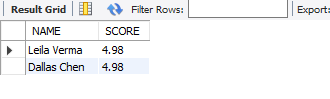 Result Grid Filter Rows: Export:
NAME SCORE
Leila Verma 4.98
Dallas Chen 4.98